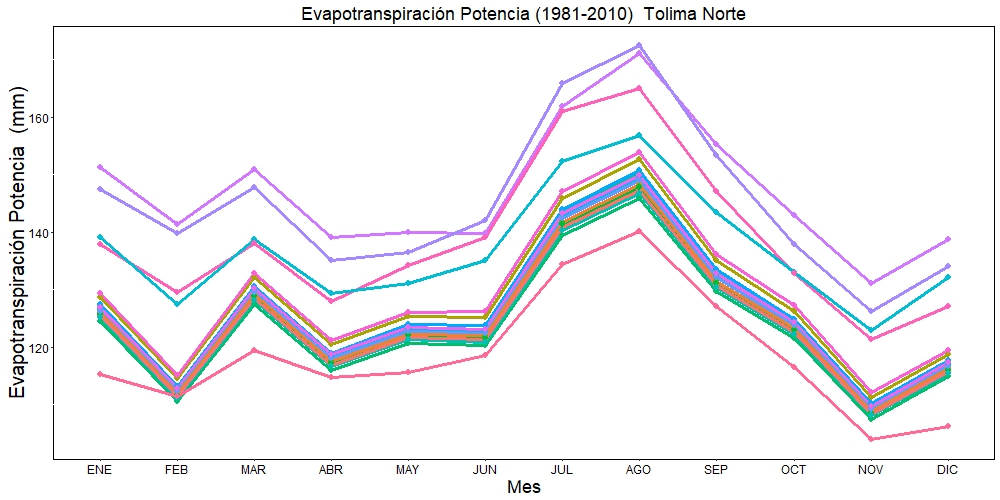 Evapotranspiración Potencia (1981-2010)  Tolima Norte
Evapotranspiración Potencia  (mm)
160
140
120
ENE FEB MAR ABR MAY JUN JUL AGO SEP OCT NOV DIC
Mes